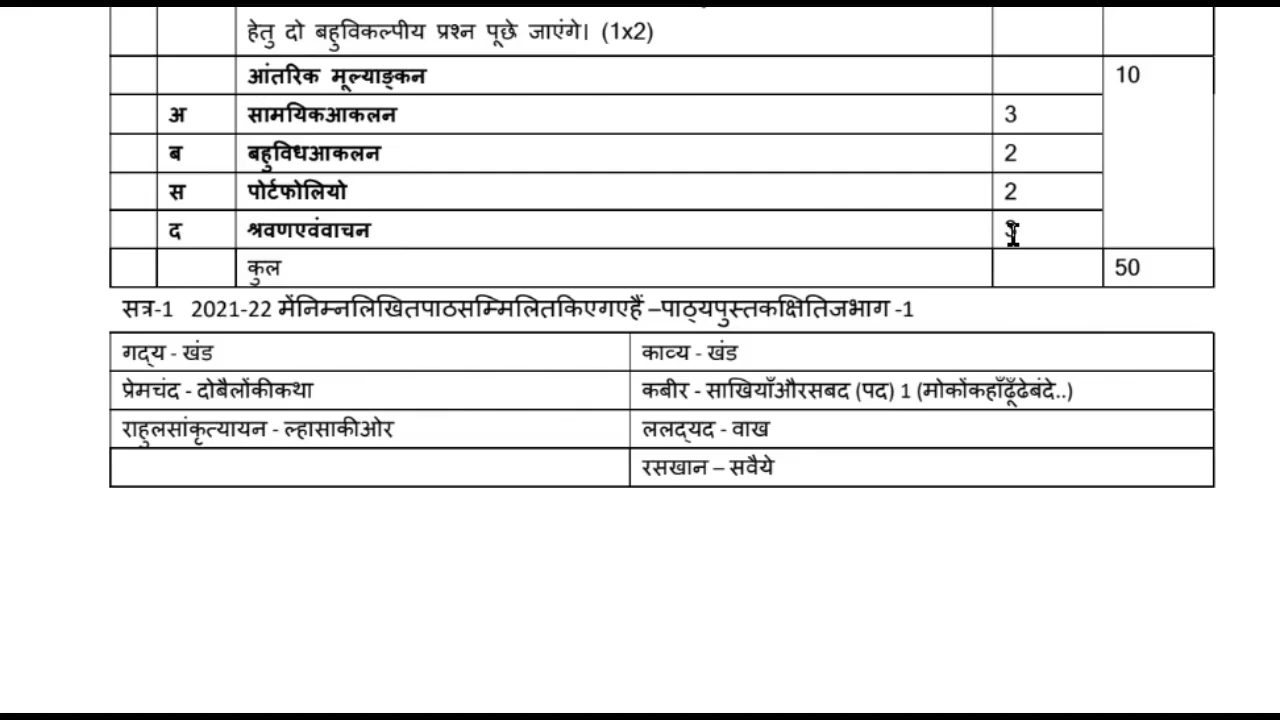 हेतु दो बहुविकल्पीय प्रश्न पूछे जाएंगे। (1x2)
आंतरिक मूल्याङ्कन 10
अ सामयिकआकलन 3
ब बहुविधआकलन 2
स पोर्टफोलियो 2
द श्रवणएवंवाचन
कुल 50
सत्र-1 2021-22 मेंनिम्नलिखितपाठसम्मिलितकिएगएहैं –पाठ्यपुस्तकक्षितिजभाग -1
गद्य - खंड काव्य - खंड
प्रेमचंद - दोबैलोंकीकथा कबीर - साखियाँऔरसबद (पद) 1 (मोकोंकहाँढूँढेबंदे..)
राहुलसांकृत्यायन - ल्हासाकीओर ललद्यद - वाख
रसखान – सवैये